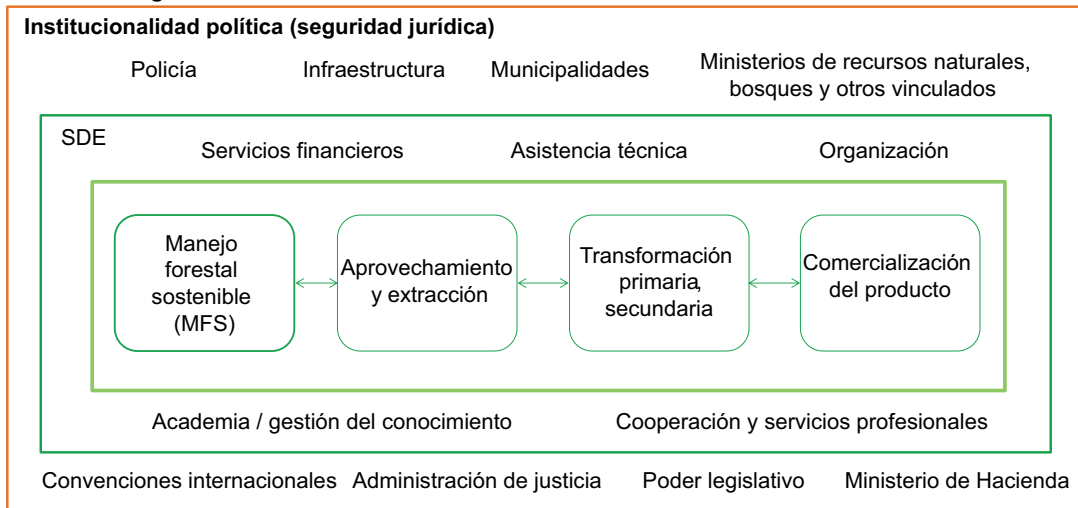 Institucionalidad política (seguridad jurídica)
Policía
Infraestructura
Municipalidades
Ministerios de recursos naturales,
bosques y otros vinculados
SDE
Servicios financieros
Asistencia técnica
Organización
Manejo
forestal
sostenible
(MFS)
Aprovechamiento
y extracción
Transformación
primaria,
secundaria
Comercialización
del producto
Academia / gestión del conocimiento
Cooperación y servicios profesionales
Convenciones internacionales
Administración de justicia
Poder legislativo
Ministerio de Hacienda